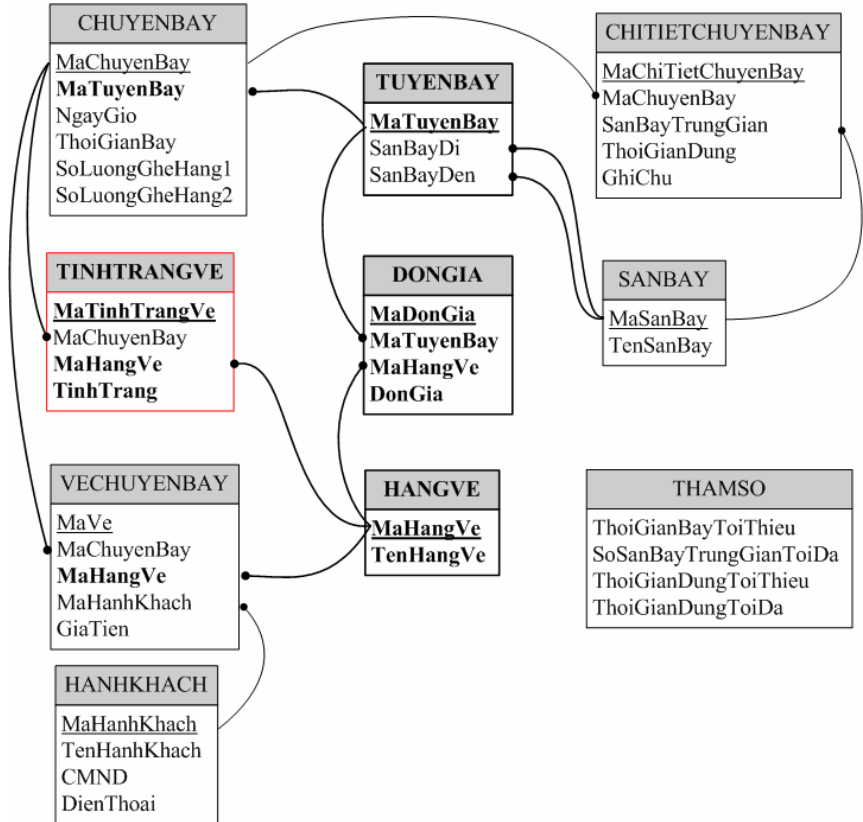 CHUYENBAY
MaChuyenBay
MaTuyenBay
NgayGio
ThoiGianBay
SoLuongGheHang1
SoLuongGheHang2
TUYENBAY
MaTuyenBay
SanBayDi
SanBayDen
CHITIETCHUYENBAY
MaChiTietChuyenBay
MaChuyenBay
SanBayTrungGian
ThoiGianDung
GhiChu
TINHTRANGVE
MaTinhTrangVe
MaChuyenBay
MaHangVe
TinhTrang
DONGIA
MaDonGia
MaTuyenBay
MaHangVe
DonGia
SANBAY
MaSanBay
TenSanBay
VECHUYENBAY
MaVe
MaChuyenBay
MaHangVe
MaHanhKhach
GiaTien
HANGVE
MaHangVe
TenHangVe
THAMSO
ThoiGianBayToiThieu
SoSanBayTrungGianToiDa
ThoiGianDungToiThieu
ThoiGianDungToiDa
HANHKHACH
MaHanhKhach
TenHanhKhach
CMND
DienThoai